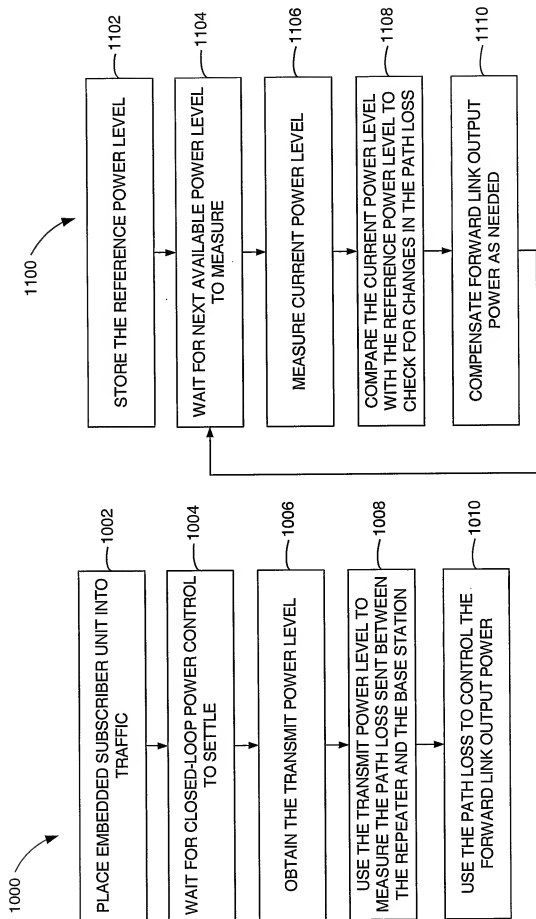 1000
PLACE EMBEDDED SUBSCRIBER UNIT INTO
TRAFFIC
1002
WAIT FOR CLOSED-LOOP POWER CONTROL
TO SETTLE
1004
OBTAIN THE TRANSMIT POWER LEVEL
1006
USE THE TRANSMIT POWER LEVEL TO
MEASURE THE PATH LOSS SENT BETWEEN
THE REPEATER AND THE BASE STATION
1008
USE THE PATH LOSS TO CONTROL THE
FORWARD LINK OUTPUT POWER
1010
1100
STORE THE REFERENCE POWER LEVEL
1102
WAIT FOR NEXT AVAILABLE POWER LEVEL
TO MEASURE
1104
MEASURE CURRENT POWER LEVEL
1106
COMPARE THE CURRENT POWER LEVEL
WITH THE REFERENCE POWER LEVEL TO
CHECK FOR CHANGES IN THE PATH LOSS
1108
COMPENSATE FORWARD LINK OUTPUT
POWER AS NEEDED
1110